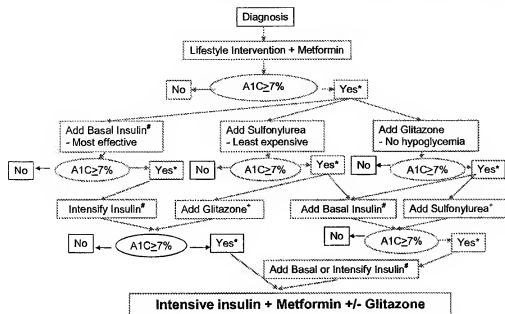 Diagnosis
Lifestyle Intervention + Metformin
No
A1C≥7%
Yes*
Add Basal Insulin#
- Most effective
Add Sulfonylurea
- Least expensive
Add Glitazone
- No hypoglycemia
No
A1C≥7%
Yes*
No
A1C≥7%
Yes*
No
A1C≥7%
Yes*
Intensify Insulin#
Add Glitazone+
Add Basal Insulin#
Add Sulfonylurea+
No
A1C≥7%
Yes*
No
A1C≥7%
Yes*
Add Basal or Intensify Insulin#
Intensive insulin + Metformin +/- Glitazone